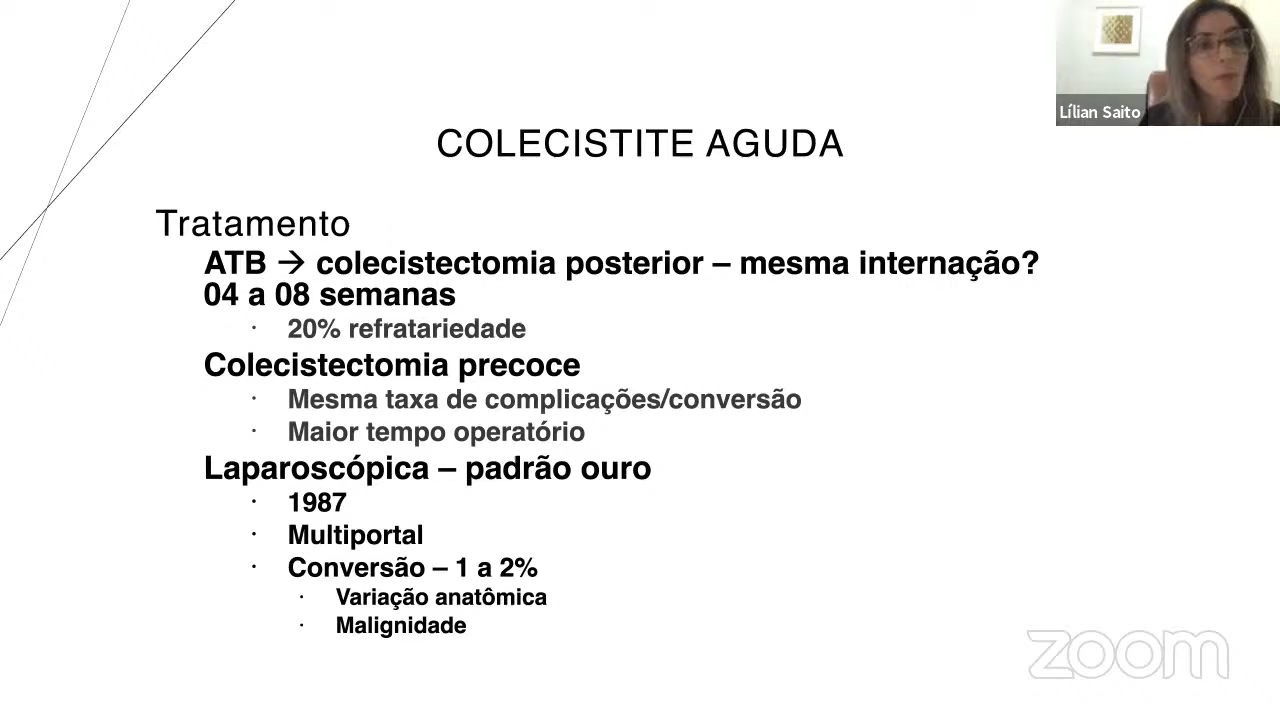 Lílian Saito
COLECISTITE AGUDA
Tratamento
ATB → colecistectomia posterior – mesma internação?
04 a 08 semanas
· 20% refratariedade
Colecistectomia precoce
· Mesma taxa de complicações/conversão
· Maior tempo operatório
Laparoscópica – padrão ouro
· 1987
· Multiportal
· Conversão – 1 a 2%
· Variação anatômica
· Malignidade
zoom